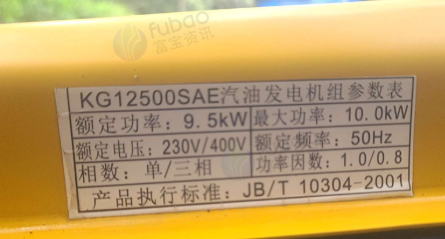 fubao
富宝资讯
KG12500SAE汽油发电机组参数表
额定功率：9.5kW 最大功率：10.0kW
额定电压：230V/400V 额定频率：50Hz
相数：单/三相 功率因数：1.0/0.8
产品执行标准：JB/T 10304-2001